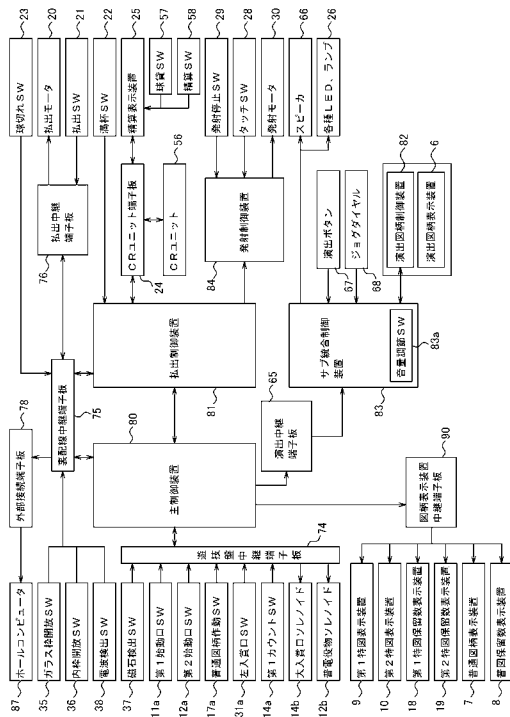 87 ホールコンピュータ
35 ガラス枠開放SW
36 内枠開放SW
38 電波検出SW
37 磁石検出SW
11a 第1始動口SW
12a 第2始動口SW
17a 普通図柄作動SW
31a 左入賞口SW
14a 第1カウントSW
14b 大入賞口ソレノイド
12b 普電役物ソレノイド
9 第1特図表示装置
10 第2特図表示装置
18 第1特図保留数表示装置
19 第2特図保留数表示装置
7 普通図柄表示装置
8 普図保留数表示装置
外部接続端子板 78
遊技盤中継端子板 74
図柄表示装置
中継端子板 90
裏配線中継端子板 75
主制御装置 80
演出中継
端子板 65
払出中継
端子板 76
払出制御装置 81
サブ統合制御
装置 83
音量調節SW 83a
CRユニット端子板 24
CRユニット 56
発射制御装置 84
演出ボタン 67
ジョグダイヤル 68
演出図柄制御装置 82
演出図柄表示装置 6
球切れSW 23
払出モータ 20
払出SW 21
満杯SW 22
精算表示装置 25
球貸SW 57
精算SW 58
発射停止SW 29
タッチSW 28
発射モータ 30
スピーカ 66
各種LED、ランプ 26